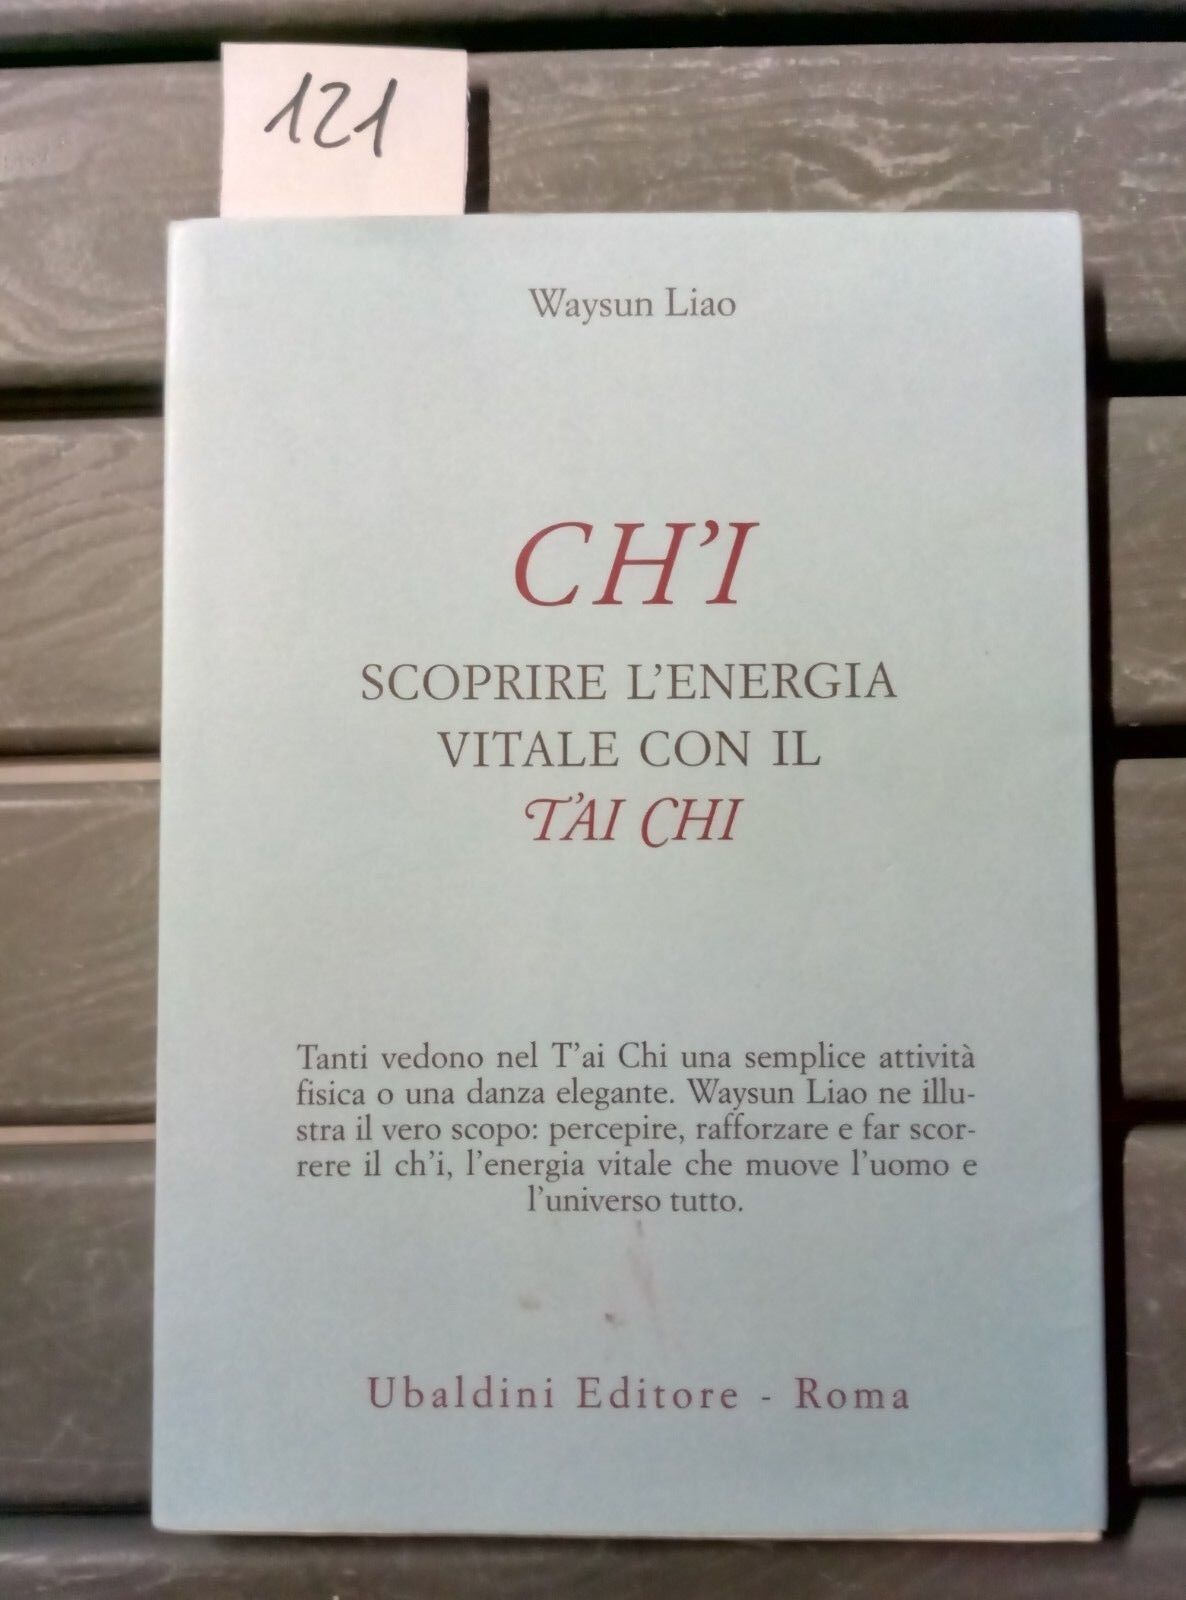 121
Waysun Liao
CH'I
SCOPRIRE L'ENERGIA
VITALE CON IL
T'AI CHI
Tanti vedono nel T'ai Chi una semplice attività
fisica o una danza elegante. Waysun Liao ne illu-
stra il vero scopo: percepire, rafforzare e far scor-
rere il ch'i, l'energia vitale che muove l'uomo e
l'universo tutto.
Ubaldini Editore - Roma